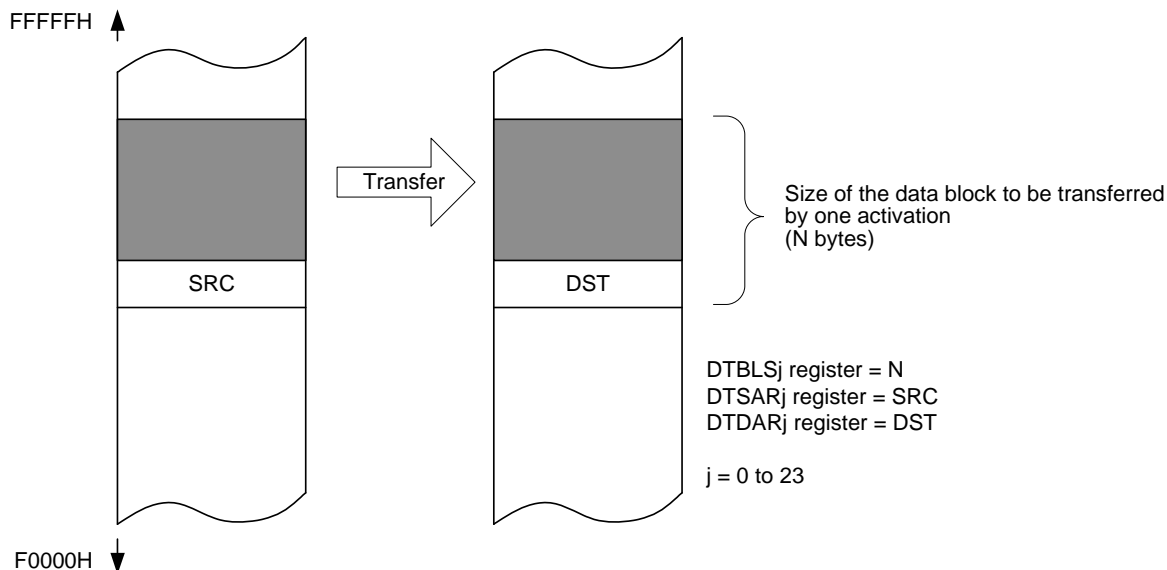 FFFFFH
Transfer
Size of the data block to be transferred
by one activation
(N bytes)
SRC
DST
DTBLSj register = N
DTSARj register = SRC
DTDARj register = DST
j = 0 to 23
F0000H